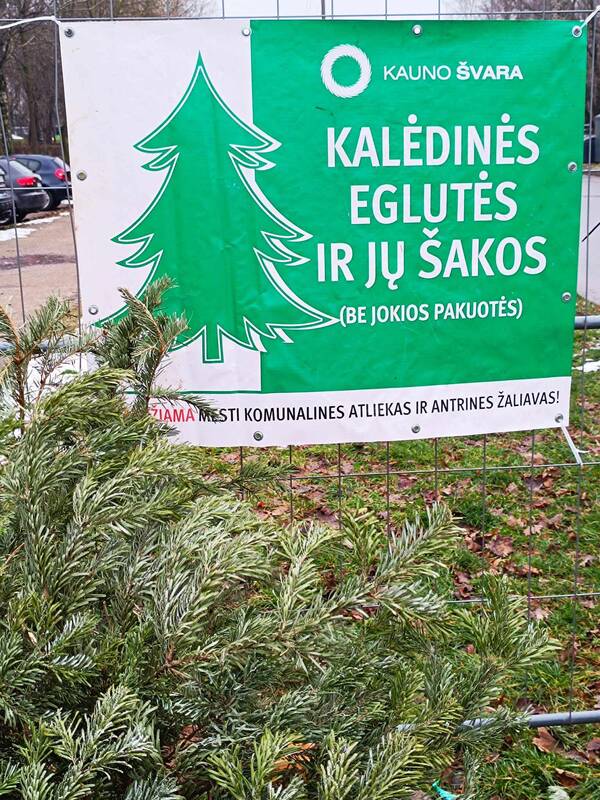 KAUNO ŠVARA
KALĖDINĖS
EGLUTĖS
IR JŲ ŠAKOS
(BE JOKIOS PAKUOTĖS)
MESTI KOMUNALINES ATLIEKAS IR ANTRINES ŽALIAVAS!